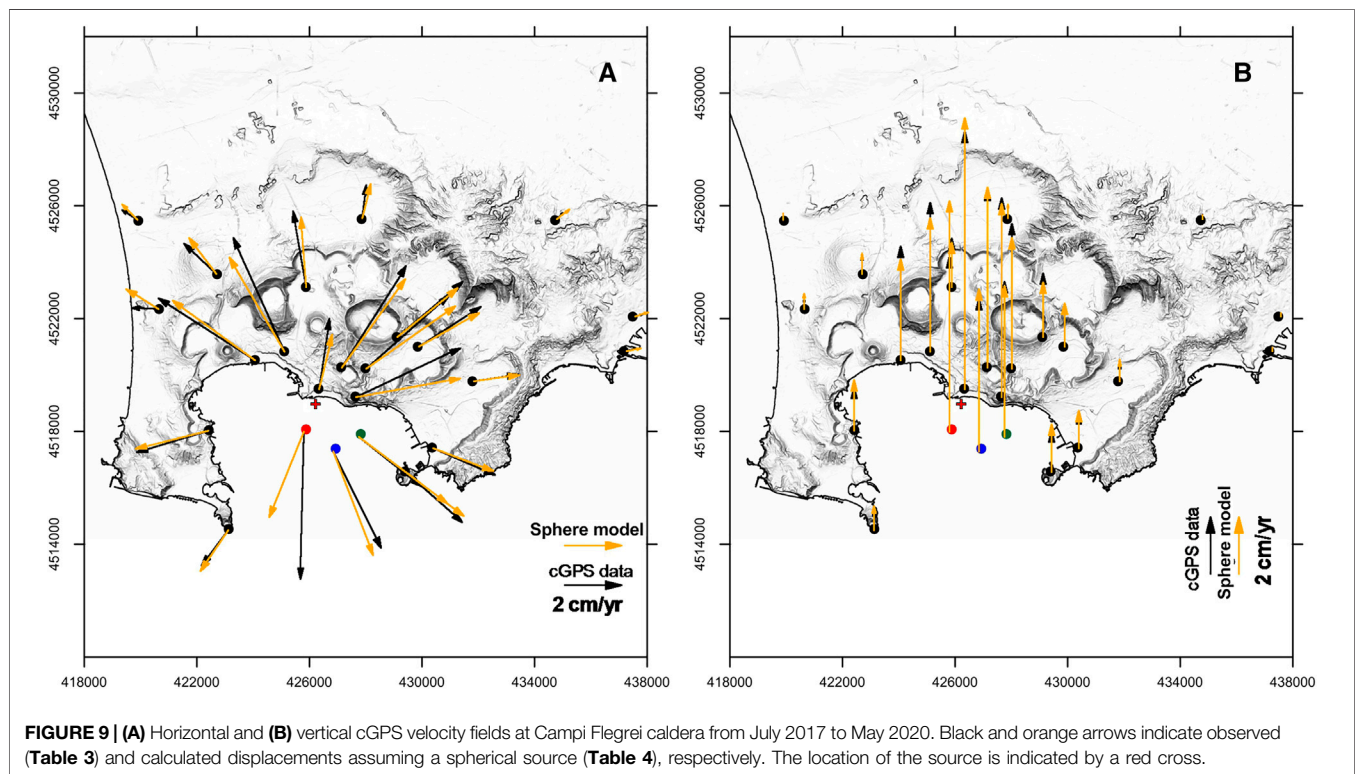 A
B
4530000
4526000
4522000
4518000
4514000
418000
422000
426000
430000
434000
438000
Sphere model
cGPS data
2 cm/yr
4530000
4526000
4522000
4518000
4514000
418000
422000
426000
430000
434000
438000
cGPS data
Sphere model
2 cm/yr
FIGURE 9 | (A) Horizontal and (B) vertical cGPS velocity fields at Campi Flegrei caldera from July 2017 to May 2020. Black and orange arrows indicate observed
(Table 3) and calculated displacements assuming a spherical source (Table 4), respectively. The location of the source is indicated by a red cross.